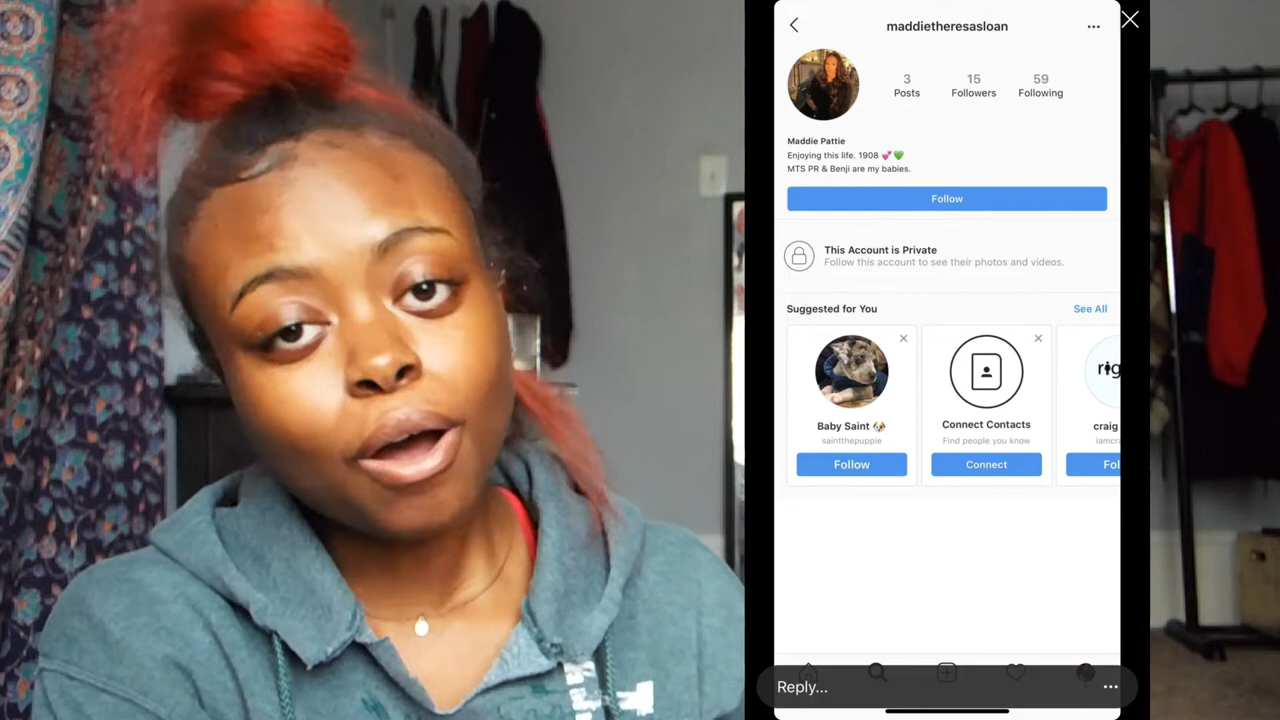 maddietheresasloan
3 15 59
Posts Followers Following
Maddie Pattie
Enjoying this life. 1908 💞💚
MTS PR & Benji are my babies.
Follow
This Account is Private
Follow this account to see their photos and videos.
Suggested for You See All
Baby Saint 🐶 Connect Contacts craig
saintthepuppie Find people you know iamcra
Follow Connect Fol
Reply...